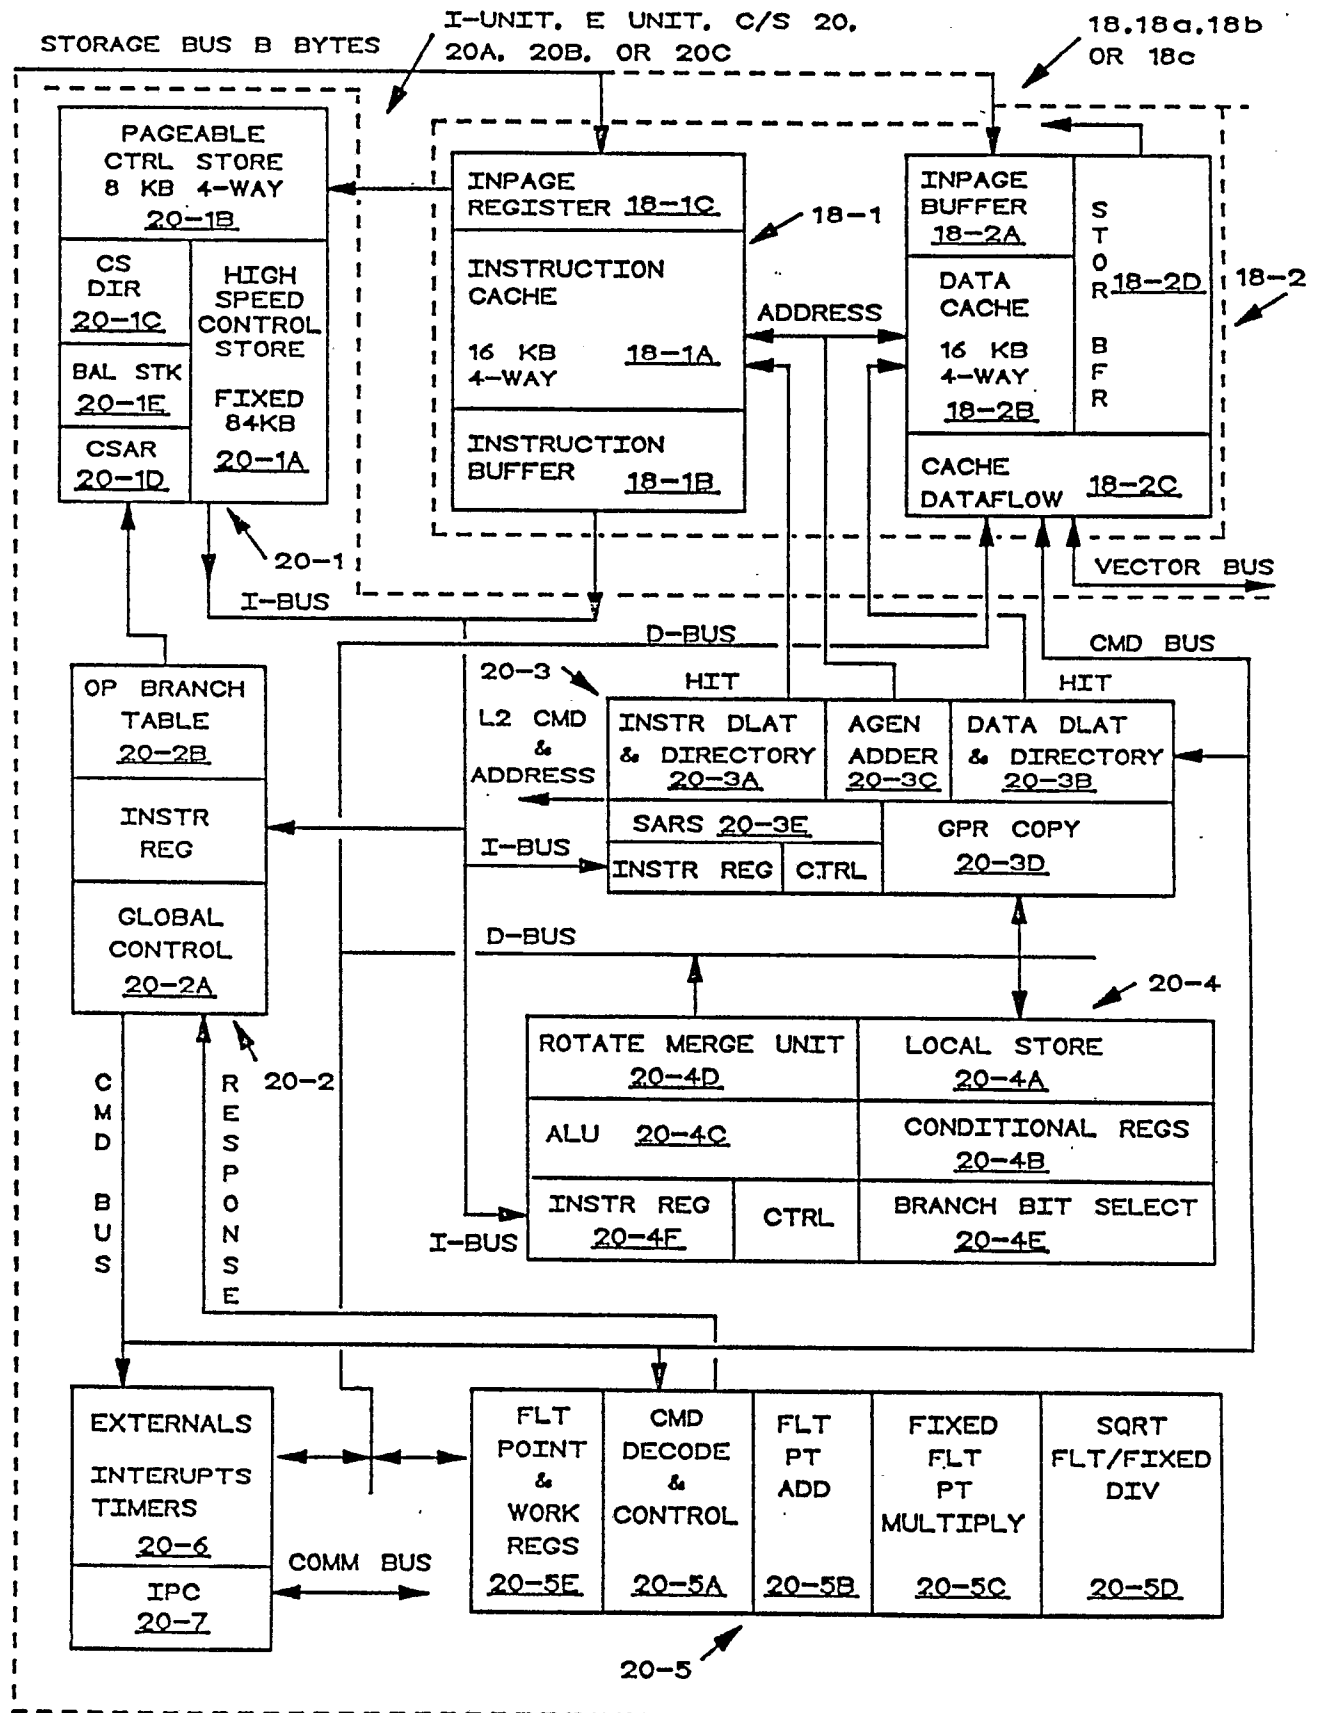 I-UNIT. E UNIT. C/S 20.
20A. 20B. OR 20C
18.18a.18b
OR 18c
STORAGE BUS B BYTES
PAGEABLE
CTRL STORE
8 KB 4-WAY
20-1B
CS
DIR
20-1C
BAL STK
20-1E
CSAR
20-1D
HIGH
SPEED
CONTROL
STORE
FIXED
84KB
20-1A
20-1
INPAGE
REGISTER 18-1C
INSTRUCTION
CACHE
16 KB 18-1A
4-WAY
INSTRUCTION
BUFFER 18-1B
18-1
ADDRESS
INPAGE
BUFFER
18-2A
DATA
CACHE
16 KB
4-WAY
18-2B
STOR BFR
18-2D
CACHE
DATAFLOW 18-2C
18-2
VECTOR BUS
I-BUS
D-BUS
CMD BUS
OP BRANCH
TABLE
20-2B
INSTR
REG
GLOBAL
CONTROL
20-2A
20-2
20-3
HIT
HIT
L2 CMD
&
ADDRESS
INSTR DLAT
& DIRECTORY
20-3A
AGEN
ADDER
20-3C
DATA DLAT
& DIRECTORY
20-3B
SARS 20-3E
INSTR REG
CTRL
GPR COPY
20-3D
I-BUS
D-BUS
20-4
ROTATE MERGE UNIT
20-4D
LOCAL STORE
20-4A
ALU 20-4C
CONDITIONAL REGS
20-4B
INSTR REG
20-4F
CTRL
BRANCH BIT SELECT
20-4E
I-BUS
CMD BUS
RESPONSE
EXTERNALS
INTERUPTS
TIMERS
20-6
IPC
20-7
COMM BUS
FLT
POINT
&
WORK
REGS
20-5E
CMD
DECODE
&
CONTROL
20-5A
FLT
PT
ADD
20-5B
FIXED
FLT
PT
MULTIPLY
20-5C
SQRT
FLT/FIXED
DIV
20-5D
20-5